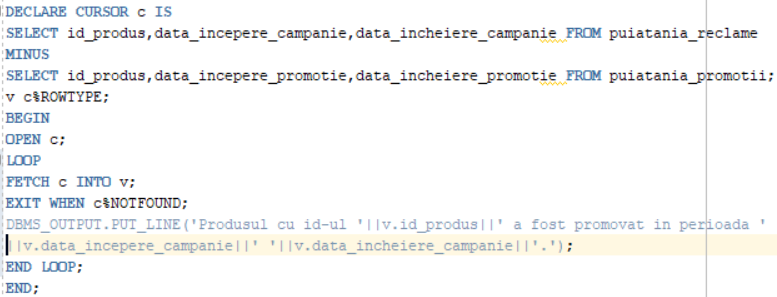 DECLARE CURSOR c IS
SELECT id_produs,data_incepere_campanie,data_incheiere_campanie FROM puiatania_reclame
MINUS
SELECT id_produs,data_incepere_promotie,data_incheiere_promotie FROM puiatania_promotii;
v c%ROWTYPE;
BEGIN
OPEN c;
LOOP
FETCH c INTO v;
EXIT WHEN c%NOTFOUND;
DBMS_OUTPUT.PUT_LINE('Produsul cu id-ul '||v.id_produs||' a fost promovat in perioada '
||v.data_incepere_campanie||' '||v.data_incheiere_campanie||'.');
END LOOP;
END;